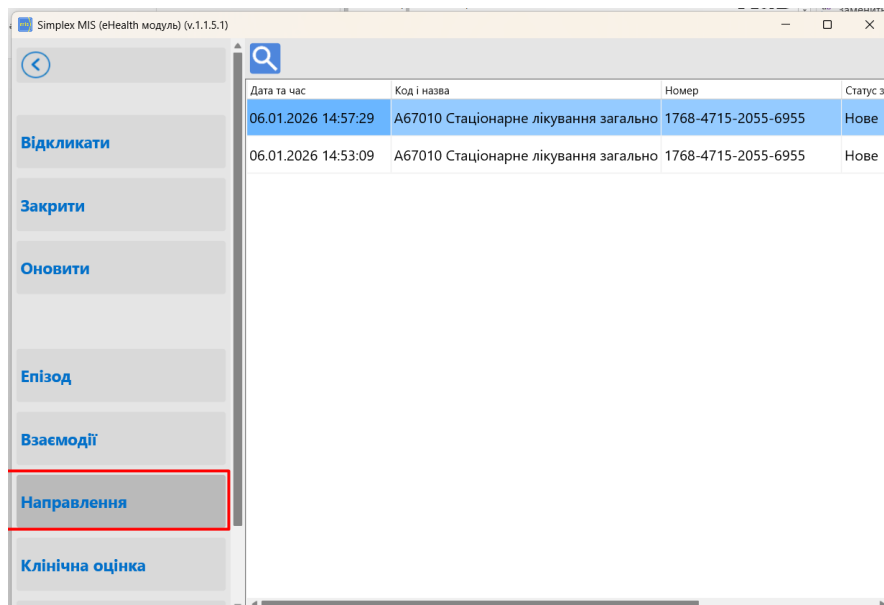 Simplex MIS (eHealth модуль) (v.1.1.5.1)
Відкликати
Закрити
Оновити
Епізод
Взаємодії
Направлення
Клінічна оцінка
Дата та час Код і назва Номер Статус з
06.01.2026 14:57:29 A67010 Стаціонарне лікування загально 1768-4715-2055-6955 Нове
06.01.2026 14:53:09 A67010 Стаціонарне лікування загально 1768-4715-2055-6955 Нове